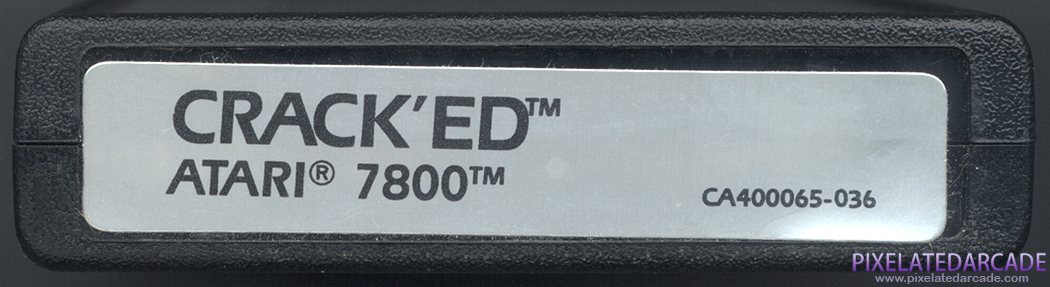 CRACK'ED™
ATARI® 7800™
CA400065-036
PIXELATEDARCADE
www.pixelatedarcade.com